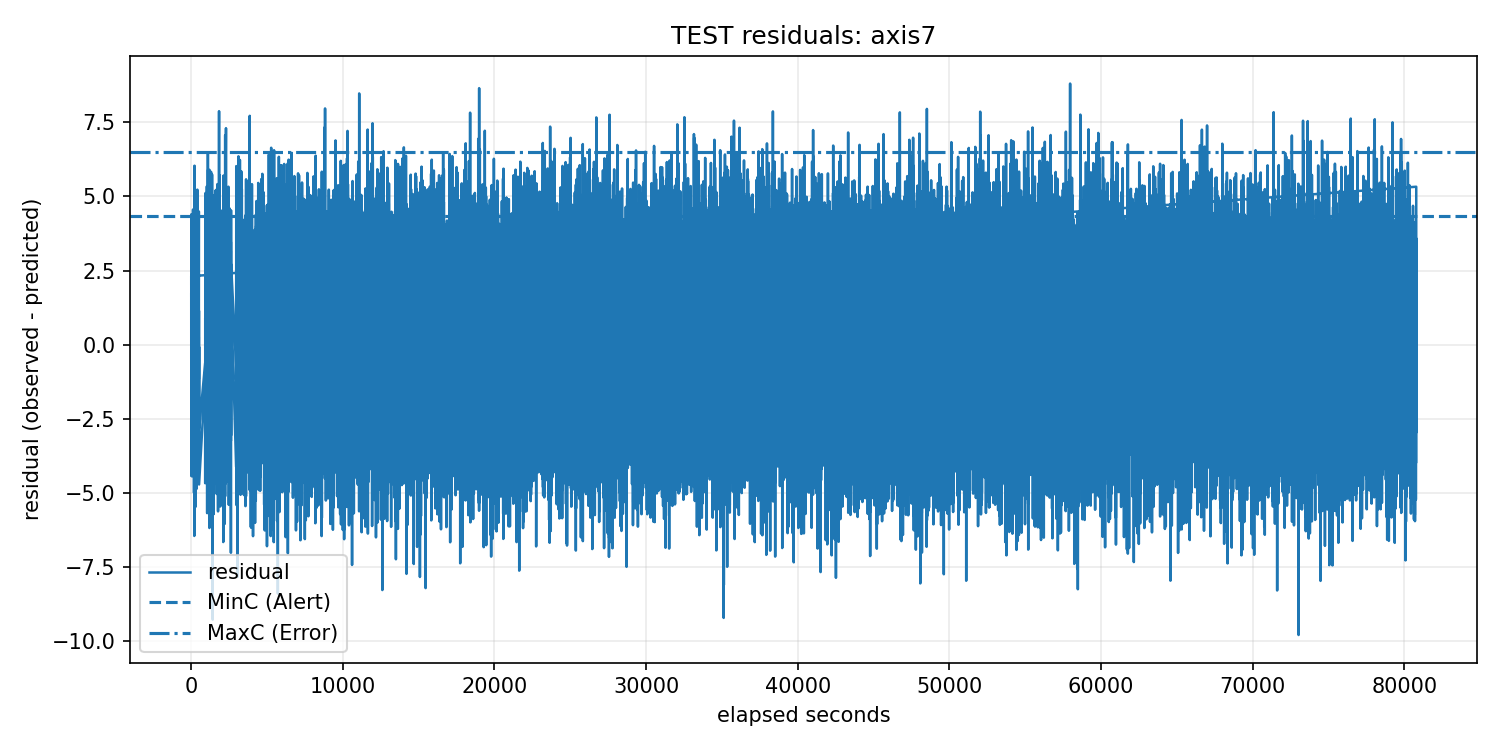 TEST residuals: axis7
residual (observed - predicted)
7.5
5.0
2.5
0.0
−2.5
−5.0
−7.5
−10.0
residual
MinC (Alert)
MaxC (Error)
0 10000 20000 30000 40000 50000 60000 70000 80000
elapsed seconds